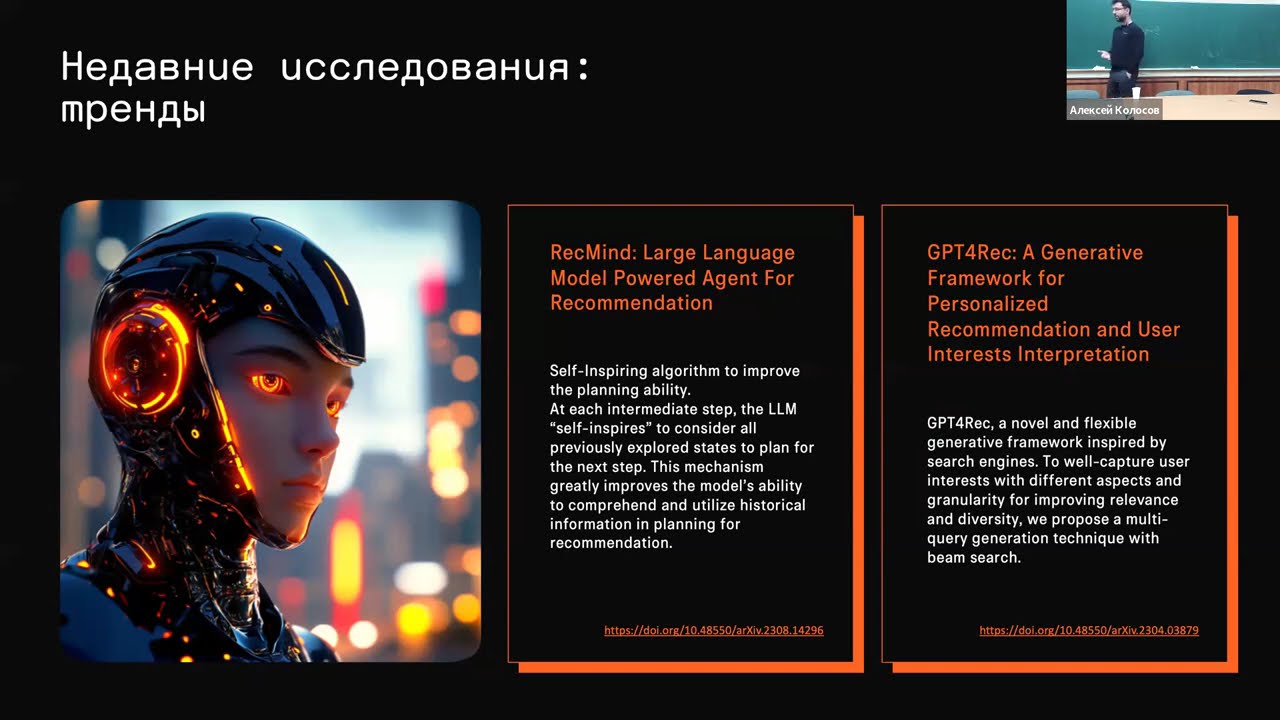 Недавние исследования:
тренды
Алексей Колосов
RecMind: Large Language
Model Powered Agent For
Recommendation
Self-Inspiring algorithm to improve
the planning ability.
At each intermediate step, the LLM
“self-inspires” to consider all
previously explored states to plan for
the next step. This mechanism
greatly improves the model’s ability
to comprehend and utilize historical
information in planning for
recommendation.
https://doi.org/10.48550/arXiv.2308.14296
GPT4Rec: A Generative
Framework for
Personalized
Recommendation and User
Interests Interpretation
GPT4Rec, a novel and flexible
generative framework inspired by
search engines. To well-capture user
interests with different aspects and
granularity for improving relevance
and diversity, we propose a multi-
query generation technique with
beam search.
https://doi.org/10.48550/arXiv.2304.03879